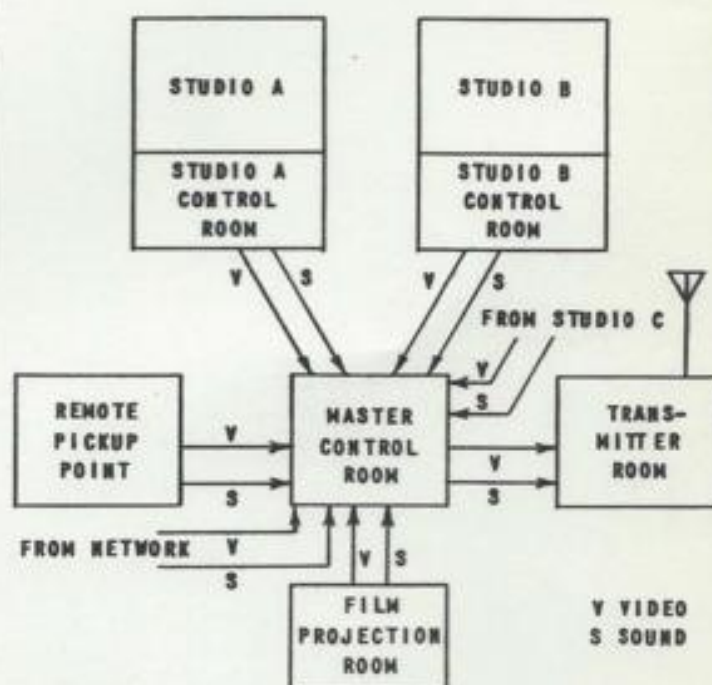 STUDIO A
STUDIO A
CONTROL
ROOM
STUDIO B
STUDIO B
CONTROL
ROOM
V
S
V
S
FROM STUDIO C
V
S
REMOTE
PICKUP
POINT
V
S
MASTER
CONTROL
ROOM
V
S
TRANS-
MITTER
ROOM
FROM NETWORK
V
S
V
S
FILM
PROJECTION
ROOM
V VIDEO
S SOUND